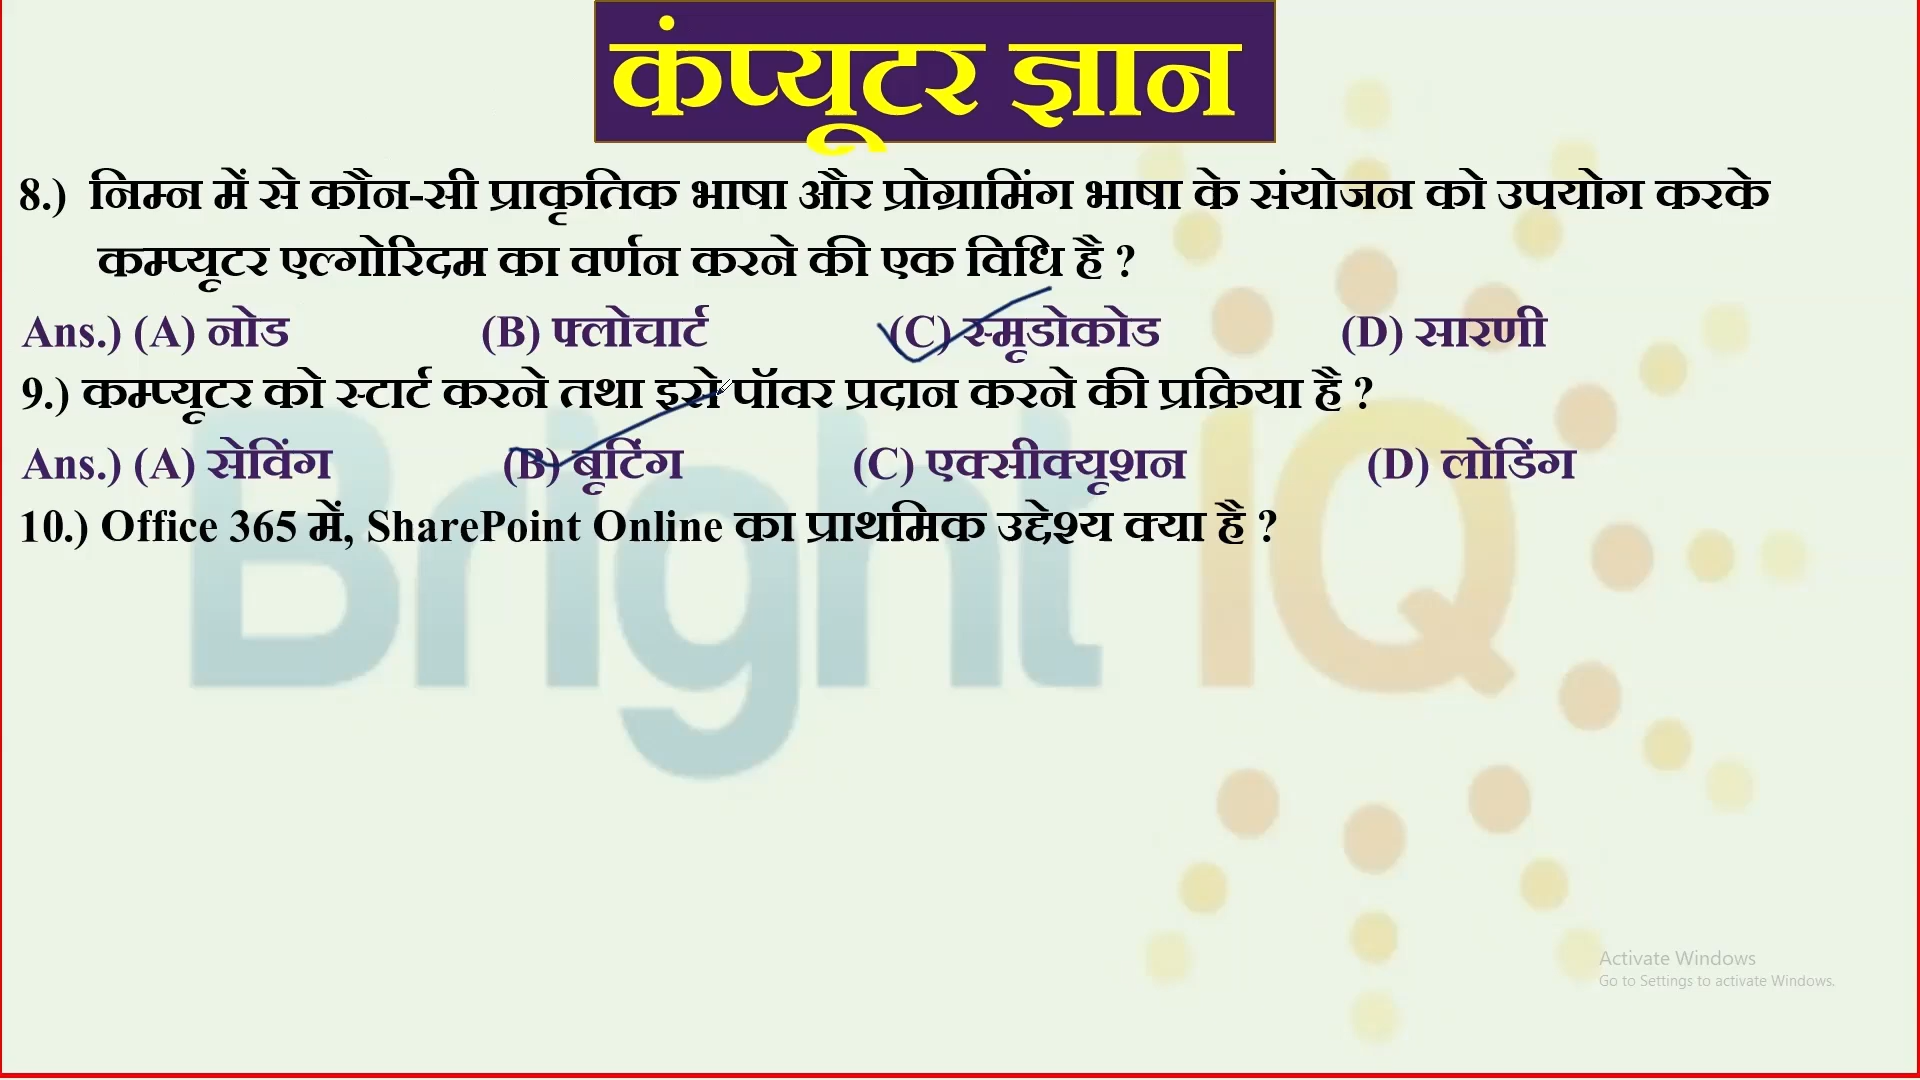 कंप्यूटर ज्ञान
8.) निम्न में से कौन-सी प्राकृतिक भाषा और प्रोग्रामिंग भाषा के संयोजन को उपयोग करके
कम्प्यूटर एल्गोरिदम का वर्णन करने की एक विधि है ?
Ans.) (A) नोड (B) फ्लोचार्ट (C) स्मूडोकोड (D) सारणी
9.) कम्प्यूटर को स्टार्ट करने तथा इसे पॉवर प्रदान करने की प्रक्रिया है ?
Ans.) (A) सेविंग (B) बूटिंग (C) एक्सीक्यूशन (D) लोडिंग
10.) Office 365 में, SharePoint Online का प्राथमिक उद्देश्य क्या है ?
Bright IQ
Activate Windows
Go to Settings to activate Windows.